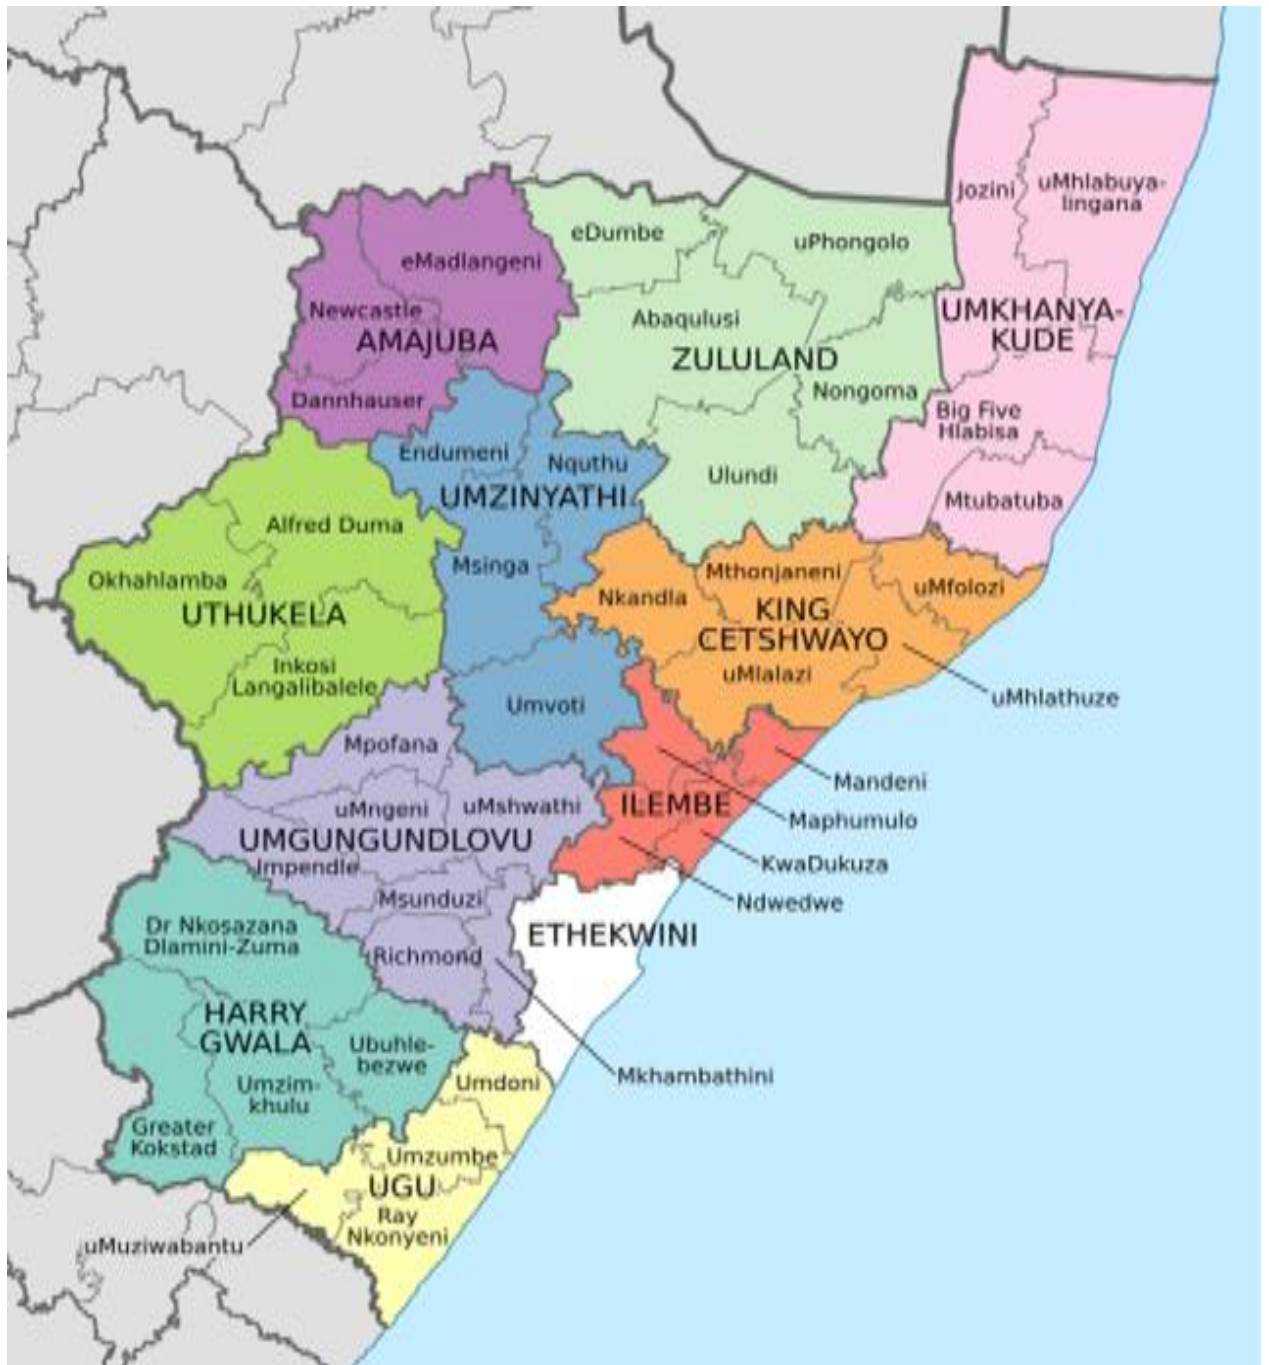 Jozini
uMhlabuya-
lingana
eDumbe
uPhongolo
eMadlangeni
Newcastle
AMAJUBA
Dannhauser
Abaqulusi
ZULULAND
Nongoma
UMKHANYA-
KUDE
Big Five
Hlabisa
Mtubatuba
Endumeni
Nquthu
UMZINYATHI
Msinga
Umvoti
Ulundi
Alfred Duma
Okhahlamba
UTHUKELA
Inkosi
Langalibalele
Nkandla
Mthonjaneni
uMfolozi
KING
CETSHWAYO
uMlalazi
uMhlathuze
Mpofana
uMngeni
uMshwathi
UMGUNGUNDLOVU
Impendle
Msunduzi
Richmond
Mkhambathini
ILEMBE
Mandeni
Maphumulo
KwaDukuza
Ndwedwe
ETHEKWINI
Dr Nkosazana
Dlamini-Zuma
HARRY
GWALA
Ubuhle-
bezwe
Umzim-
khulu
Greater
Kokstad
Umdoni
Umzumbe
UGU
Ray
Nkonyeni
uMuziwabantu